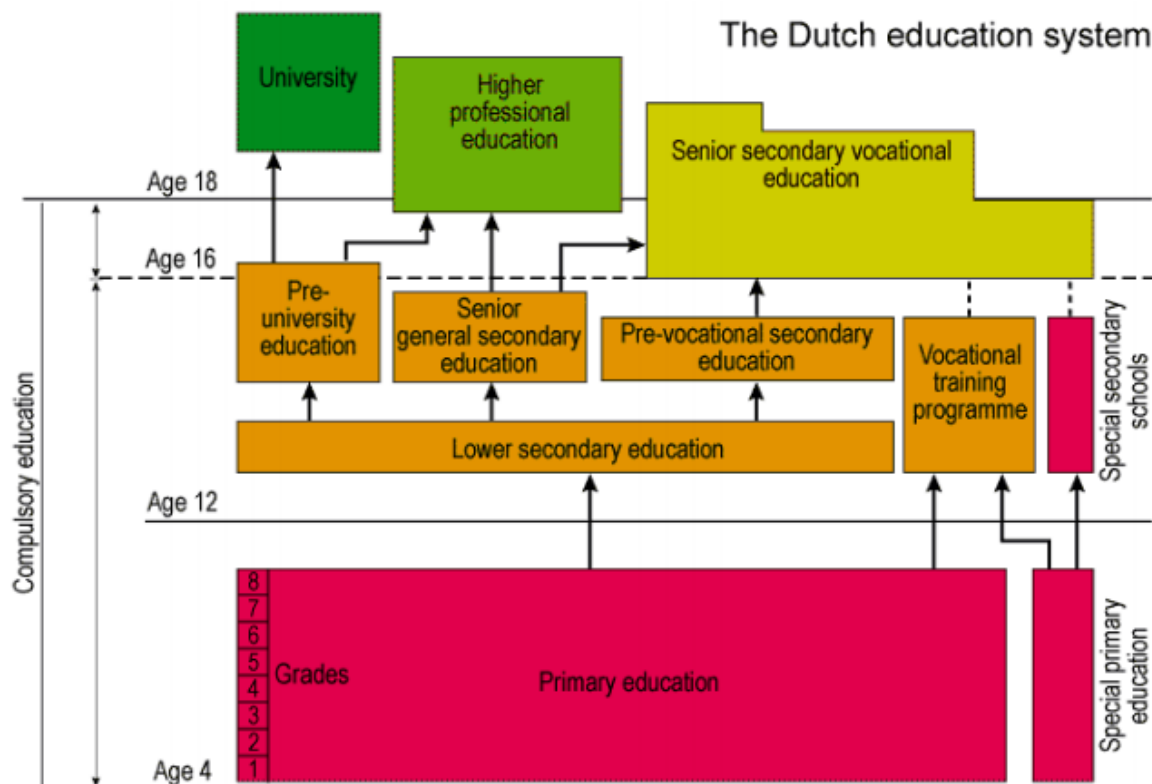 The Dutch education system
University
Higher
professional
education
Senior secondary vocational
education
Age 18
Age 16
Pre-
university
education
Senior
general secondary
education
Pre-vocational secondary
education
Vocational
training
programme
Special secondary
schools
Lower secondary education
Compulsory education
Age 12
8
7
6
5
4
3
2
1
Grades
Primary education
Special primary
education
Age 4